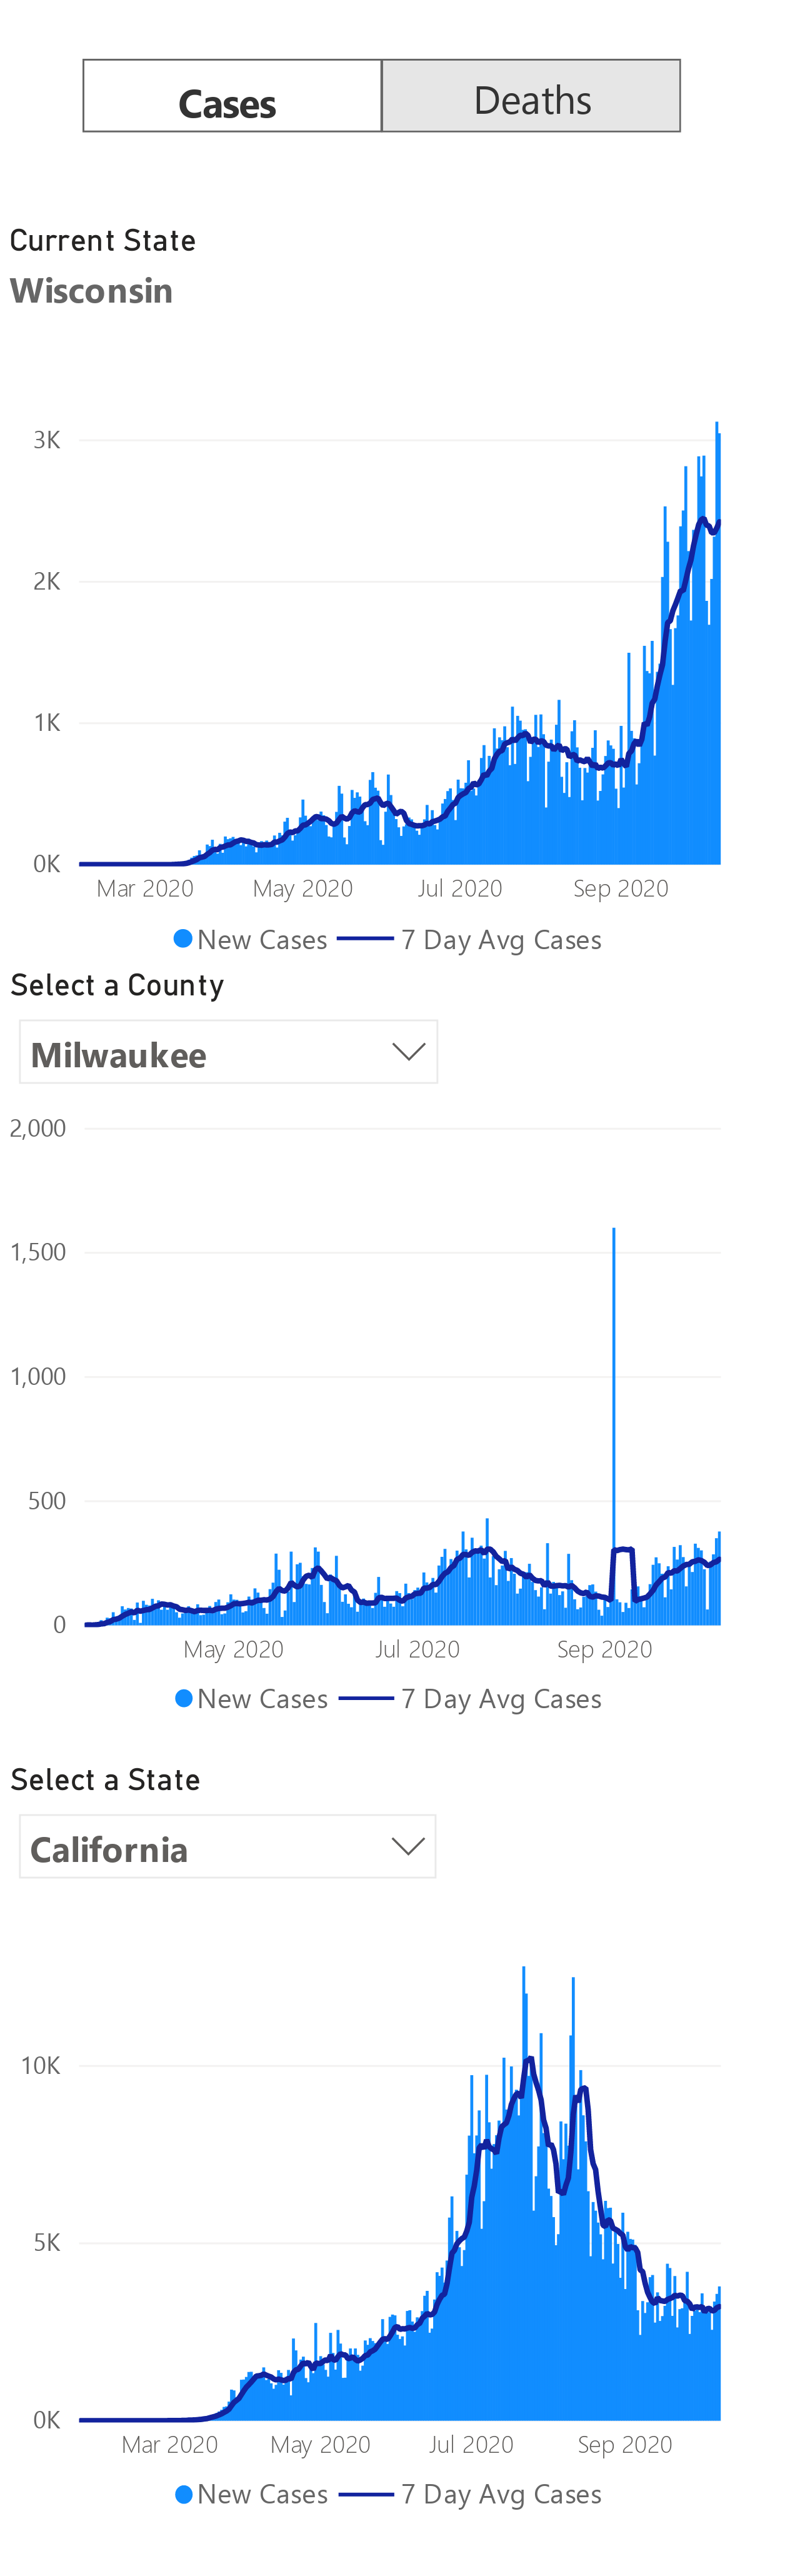 Cases Deaths
Current State
Wisconsin
3K
2K
1K
0K
Mar 2020 May 2020 Jul 2020 Sep 2020
New Cases 7 Day Avg Cases
Select a County
Milwaukee
2,000
1,500
1,000
500
0
May 2020 Jul 2020 Sep 2020
New Cases 7 Day Avg Cases
Select a State
California
10K
5K
0K
Mar 2020 May 2020 Jul 2020 Sep 2020
New Cases 7 Day Avg Cases